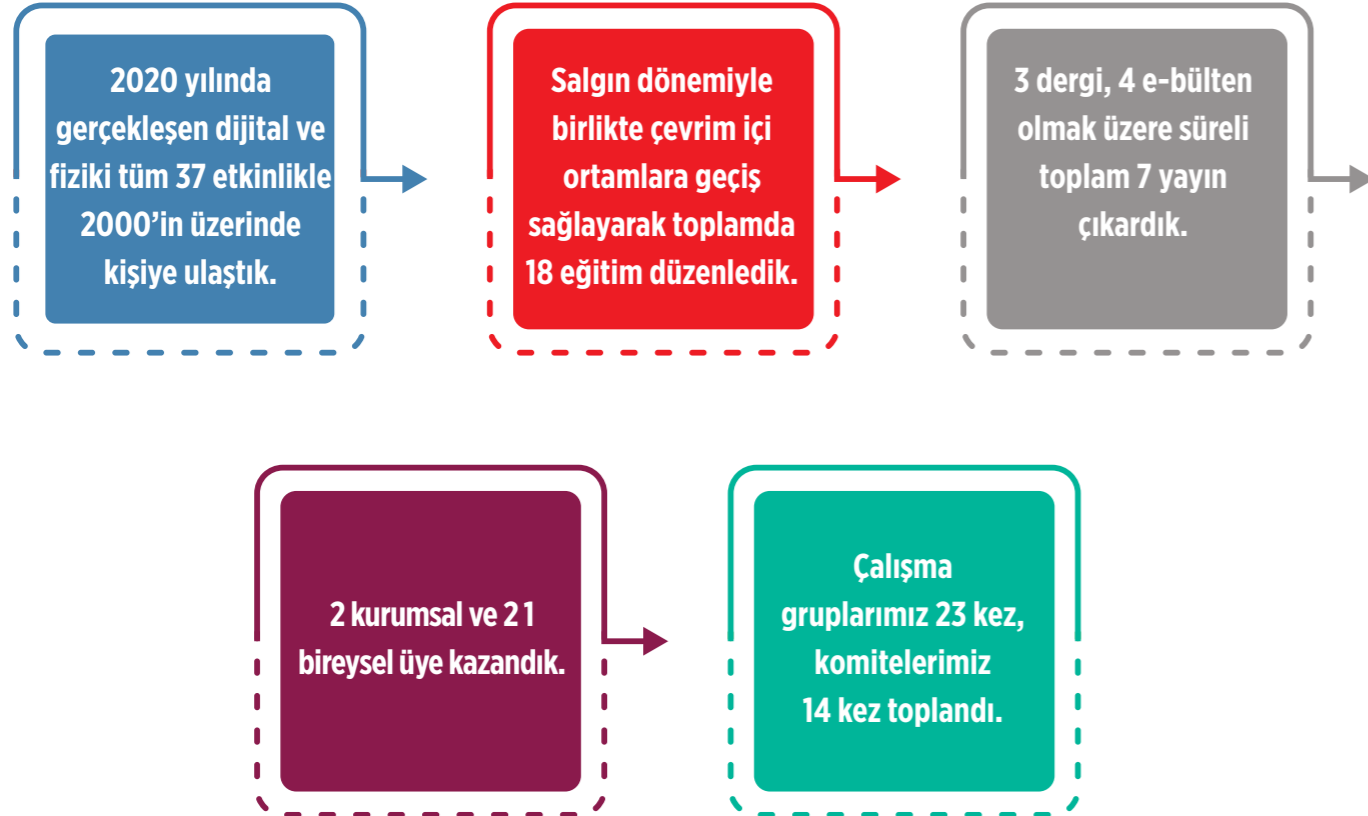 2020 yılında
gerçekleşen dijital ve
fiziki tüm 37 etkinlikle
2000’in üzerinde
kişiye ulaştık.
Salgın dönemiyle
birlikte çevrim içi
ortamlara geçiş
sağlayarak toplamda
18 eğitim düzenledik.
3 dergi, 4 e-bülten
olmak üzere süreli
toplam 7 yayın
çıkardık.
2 kurumsal ve 21
bireysel üye kazandık.
Çalışma
gruplarımız 23 kez,
komitelerimiz
14 kez toplandı.